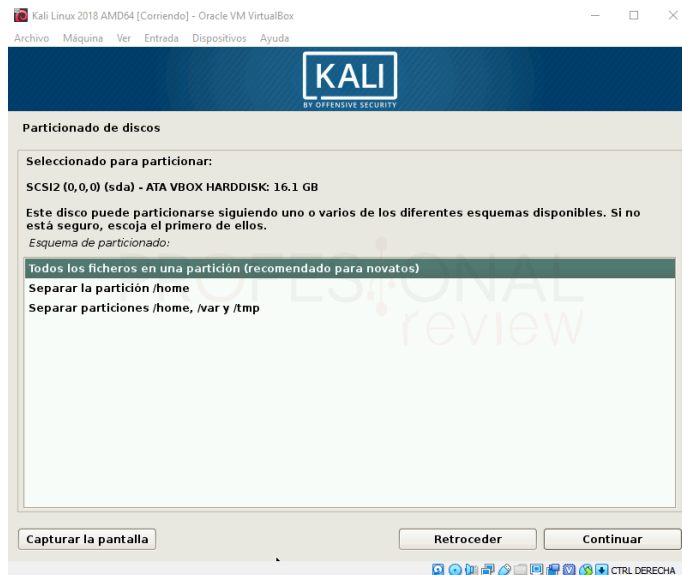 Kali Linux 2018 AMD64 [Corriendo] - Oracle VM VirtualBox
Archivo Máquina Ver Entrada Dispositivos Ayuda
KALI
BY OFFENSIVE SECURITY
Particionado de discos
Seleccionado para particionar:
SCSI2 (0,0,0) (sda) - ATA VBOX HARDDISK: 16.1 GB
Este disco puede particionarse siguiendo uno o varios de los diferentes esquemas disponibles. Si no
está seguro, escoja el primero de ellos.
Esquema de particionado:
Todos los ficheros en una partición (recomendado para novatos)
Separar la partición /home
Separar particiones /home, /var y /tmp
PROFESIONAL
review
Capturar la pantalla
Retroceder
Continuar
CTRL DERECHA